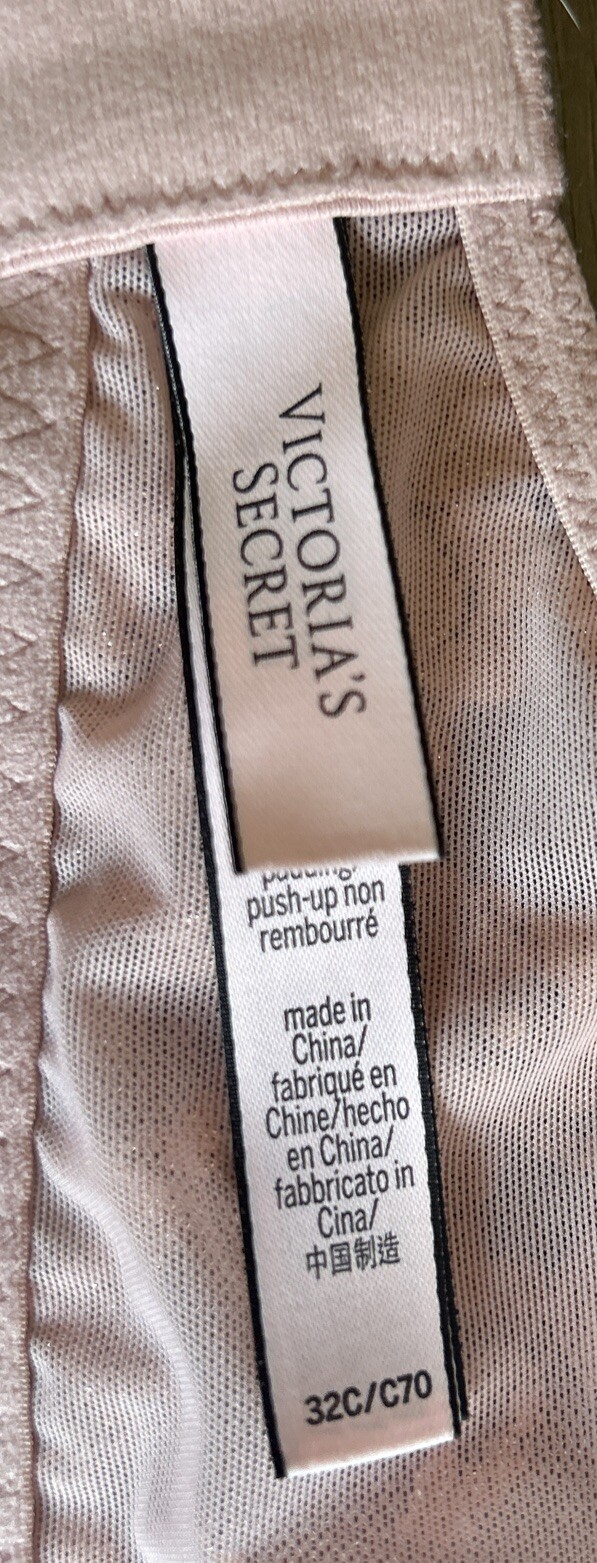 VICTORIA'S
SECRET
push-up non
rembourré
made in
China/
fabriqué en
Chine/hecho
en China/
fabbricato in
Cina/
中国制造
32C/C70